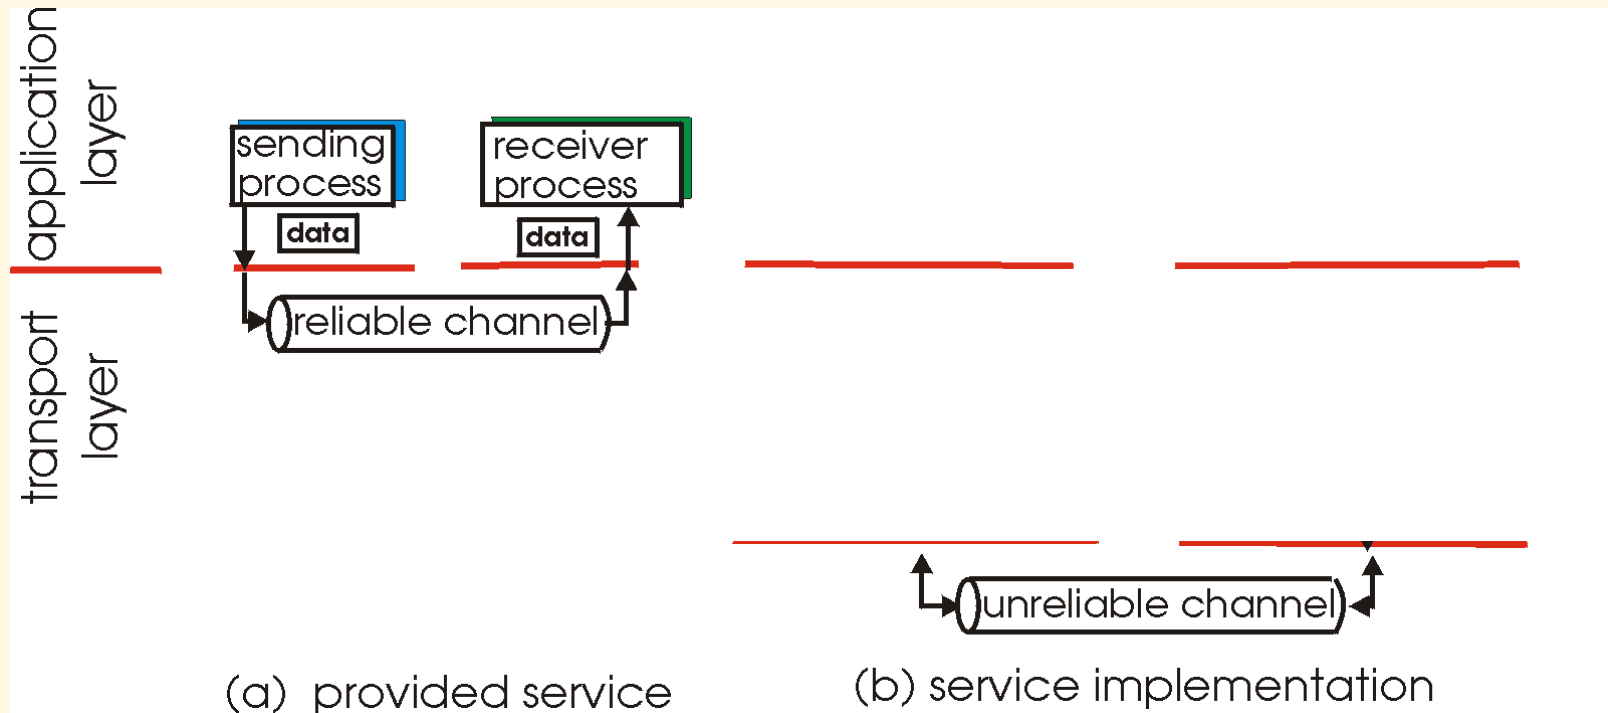 application
layer
transport
layer
sending
process
data
receiver
process
data
reliable channel
unreliable channel
(a) provided service
(b) service implementation